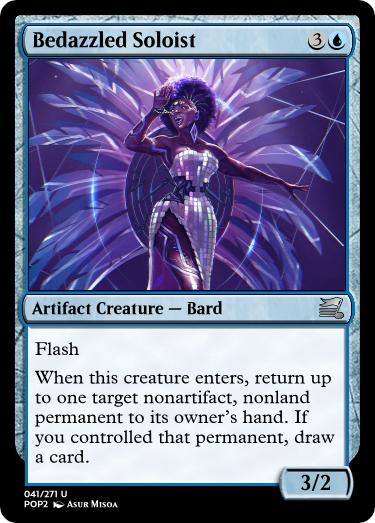 Bedazzled Soloist 3
Artifact Creature — Bard
Flash
When this creature enters, return up
to one target nonartifact, nonland
permanent to its owner's hand. If
you controlled that permanent, draw
a card.
3/2
041/271 U
POP2 Asur Misoa